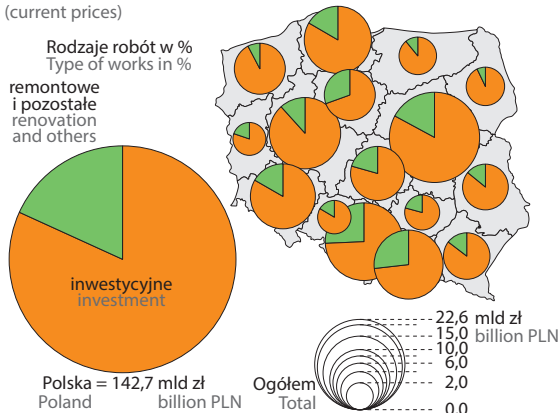 (current prices)
Rodzaje robót w %
Type of works in %
remontowe
i pozostałe
renovation
and others
inwestycyjne
investment
Polska = 142,7 mld zł
Poland billion PLN
22,6 mld zł
billion PLN
15,0
10,0
6,0
2,0
0,0
Ogółem
Total